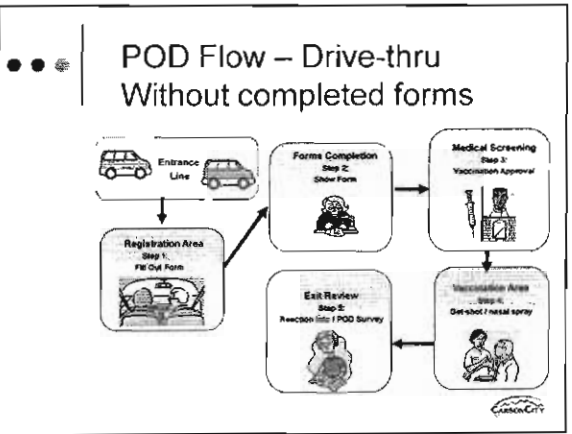 POD Flow – Drive-thru
Without completed forms
Entrance
Line
Registration Area
Step 1:
Fill Out Form
Forms Completion
Step 2:
Show Form
Medical Screening
Step 3:
Vaccination Approval
Vaccination Area
Step 4:
Get shot / nasal spray
Exit Review
Step 5:
Reaction Info / POD Survey
CARSON CITY